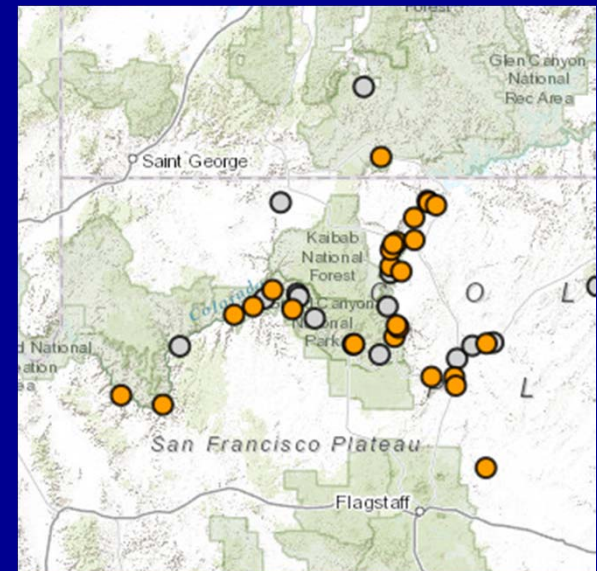 Forest
Glen Canyon
National
Rec Area
Saint George
Kaibab
National
Forest
Colorado
Canyon
National
Park
O
L
d National
ation
ea
L
San Francisco Plateau
Flagstaff